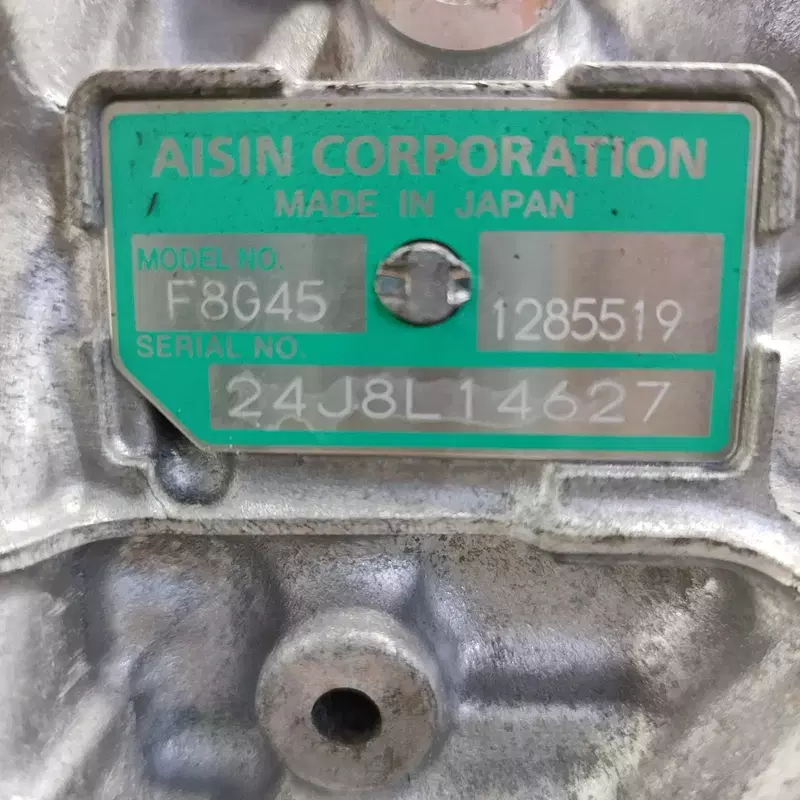 AISIN CORPORATION
MADE IN JAPAN
MODEL NO.
F8G45
1285519
SERIAL NO.
24J8L14627